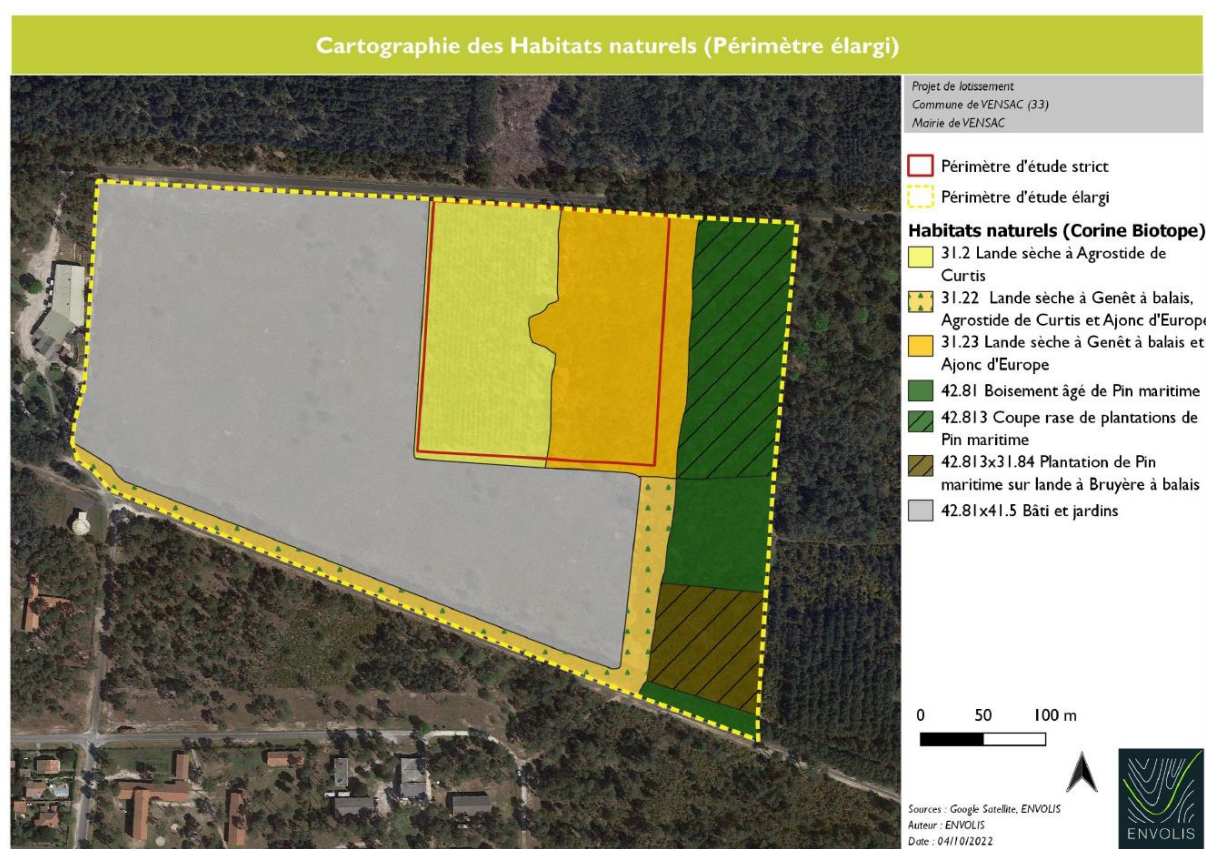 Cartographie des Habitats naturels (Périmètre élargi)
Projet de lotissement
Commune de VENSAC (33)
Mairie de VENSAC
Périmètre d'étude strict
Périmètre d'étude élargi
Habitats naturels (Corine Biotope)
31.2 Lande sèche à Agrostide de
Curtis
31.22 Lande sèche à Genêt à balais,
Agrostide de Curtis et Ajonc d'Europe
31.23 Lande sèche à Genêt à balais et
Ajonc d'Europe
42.81 Boisement âgé de Pin maritime
42.813 Coupe rase de plantations de
Pin maritime
42.813x31.84 Plantation de Pin
maritime sur lande à Bruyère à balais
42.81x41.5 Bâti et jardins
0 50 100 m
Sources : Google Satellite, ENVOLIS
Auteur : ENVOLIS
Date : 04/10/2022
ENVOLIS